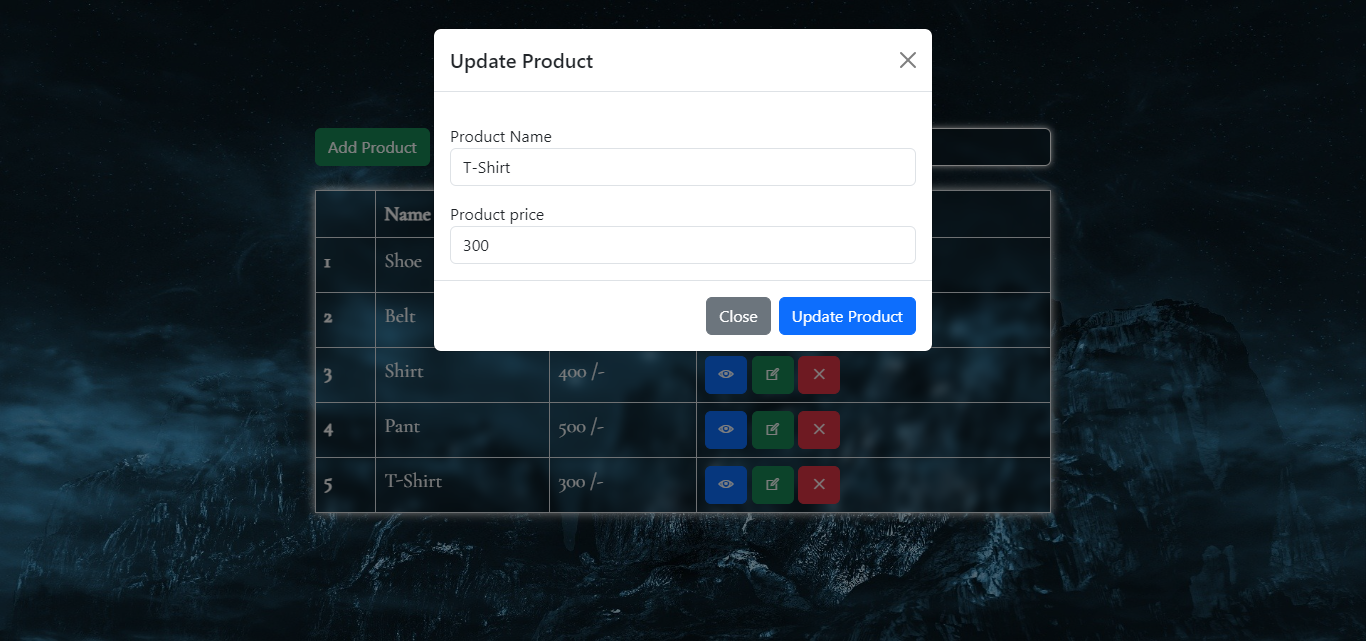 Update Product
Product Name
Add Product
T-Shirt
Name
Product price
300
1 Shoe
2 Belt
Close Update Product
3 Shirt 400 /-
4 Pant 500 /-
5 T-Shirt 300 /-